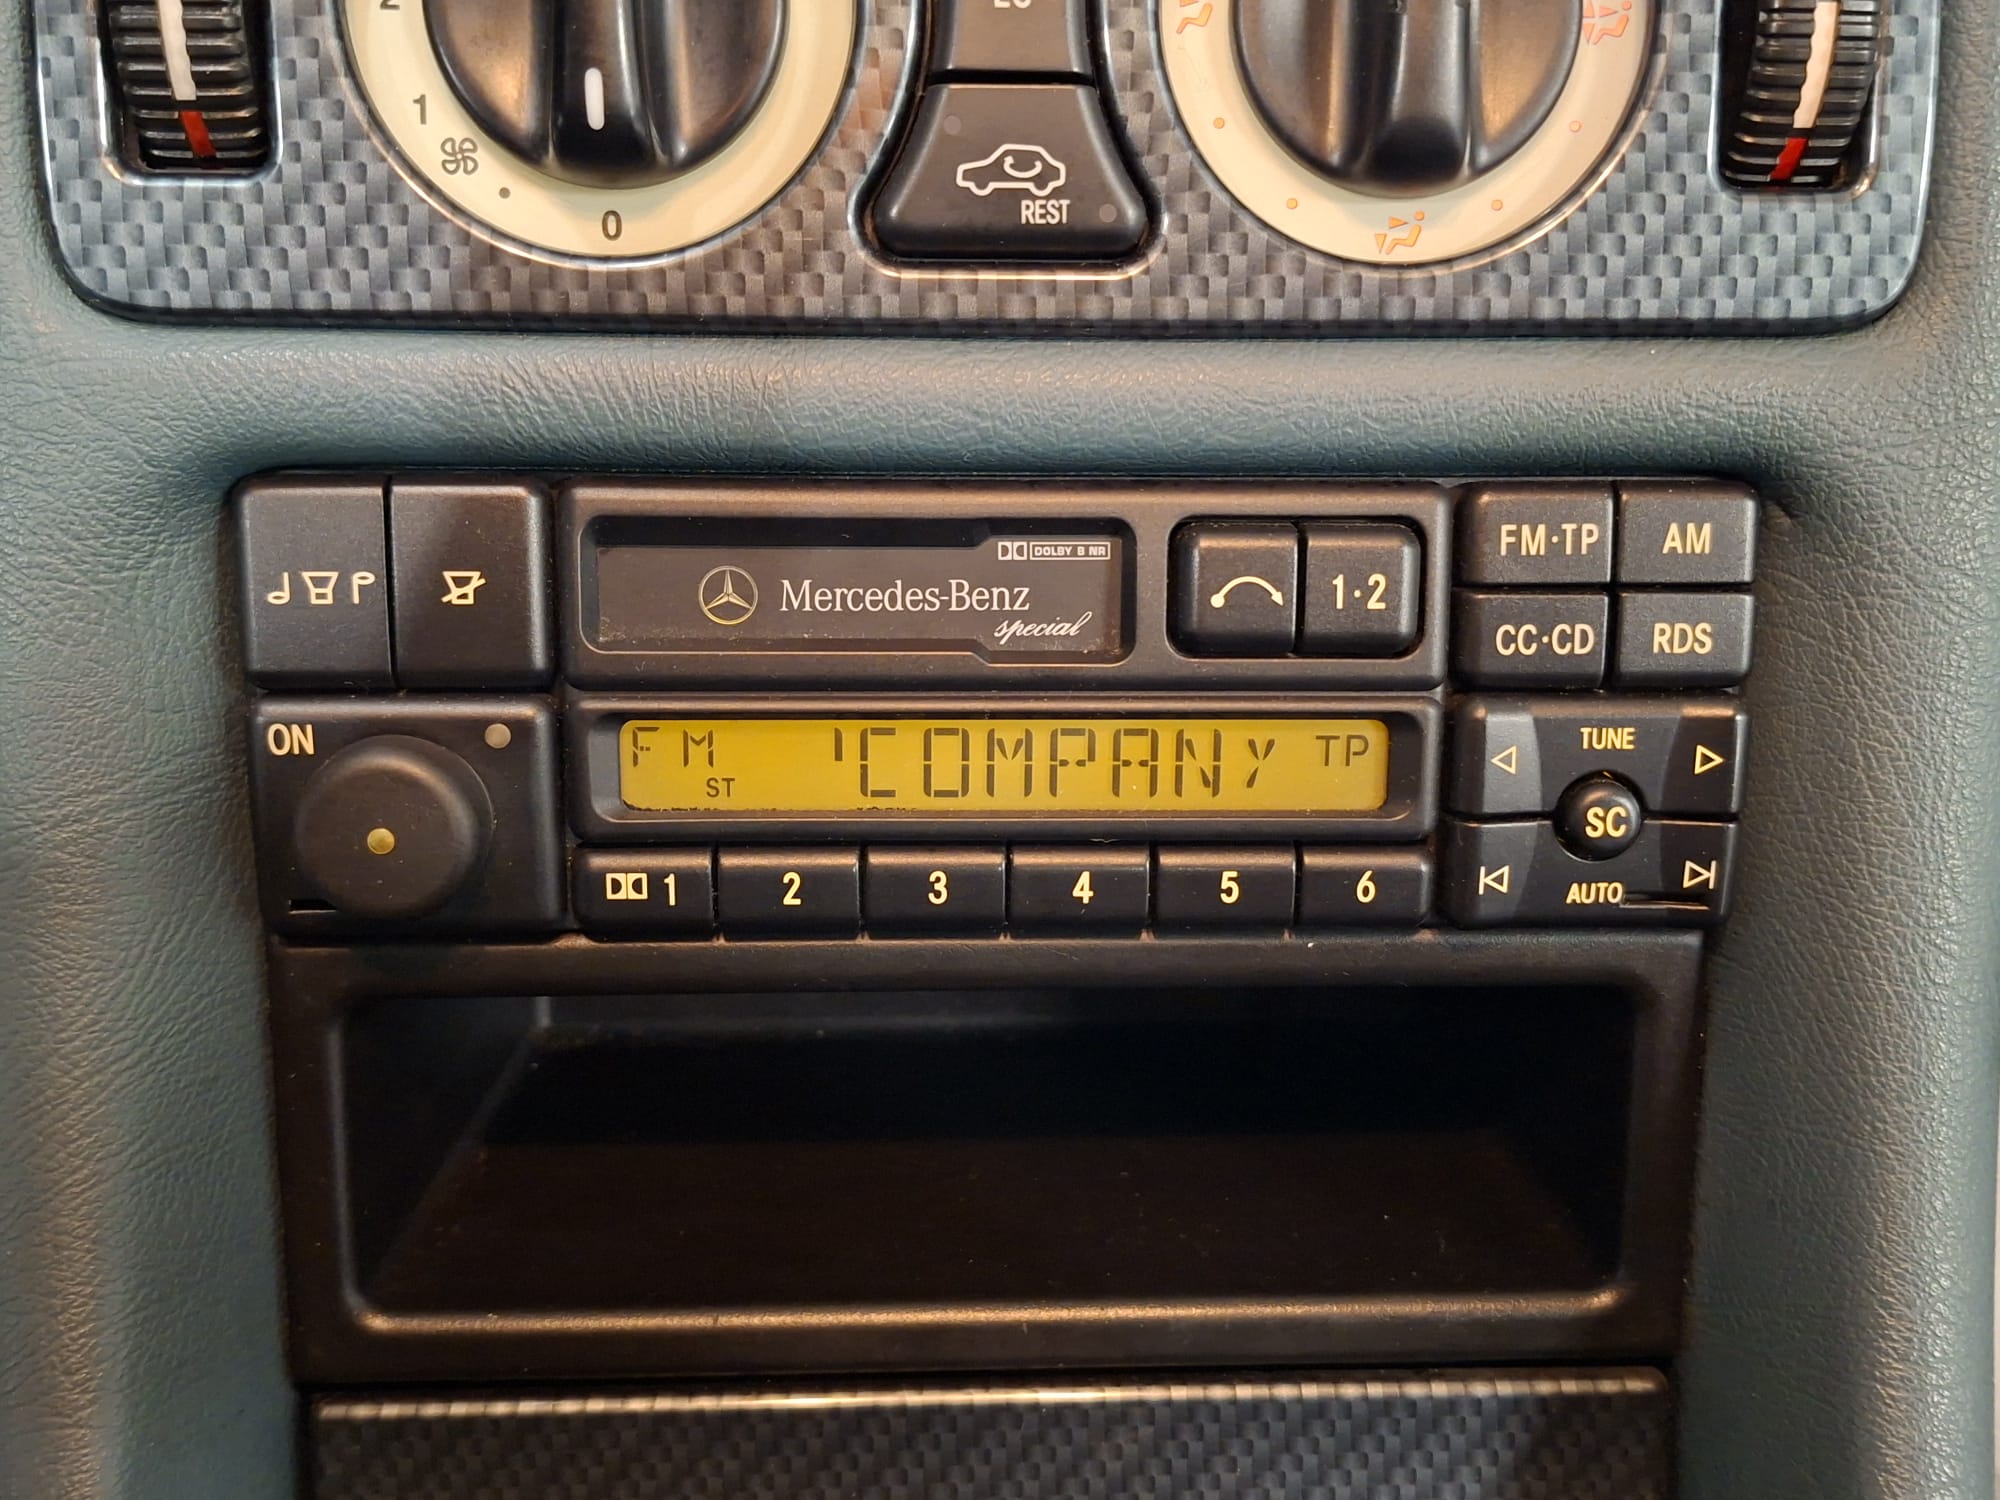 2
1
0
REST
DOLBY B NR
Mercedes-Benz
special
1·2
FM·TP
AM
CC·CD
RDS
ON
FM
ST
'COMPANY
TP
TUNE
SC
AUTO
1
2
3
4
5
6